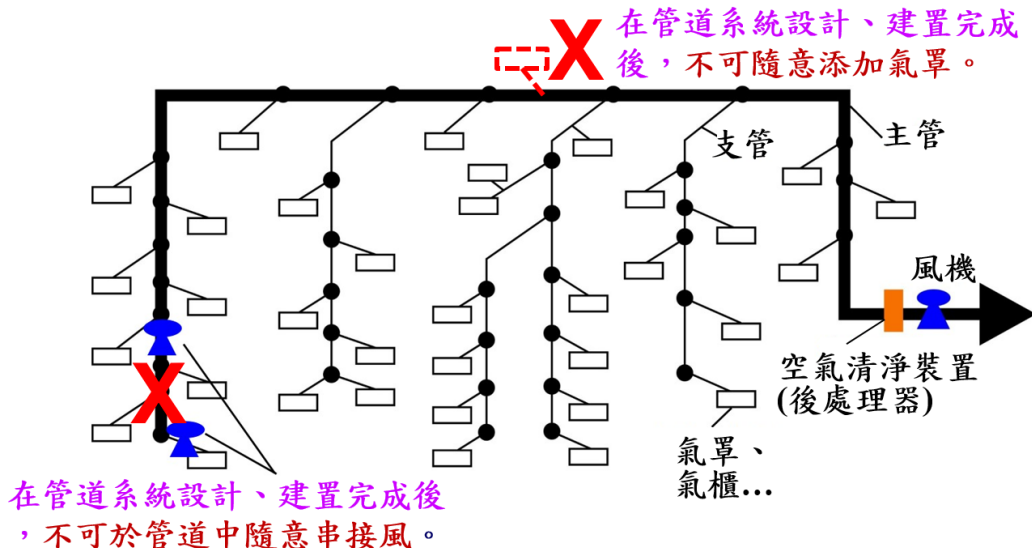 在管道系統設計、建置完成
後，不可隨意添加氣罩。
支管
主管
風機
空氣清淨裝置
(後處理器)
氣罩、
氣櫃...
在管道系統設計、建置完成後
，不可於管道中隨意串接風。